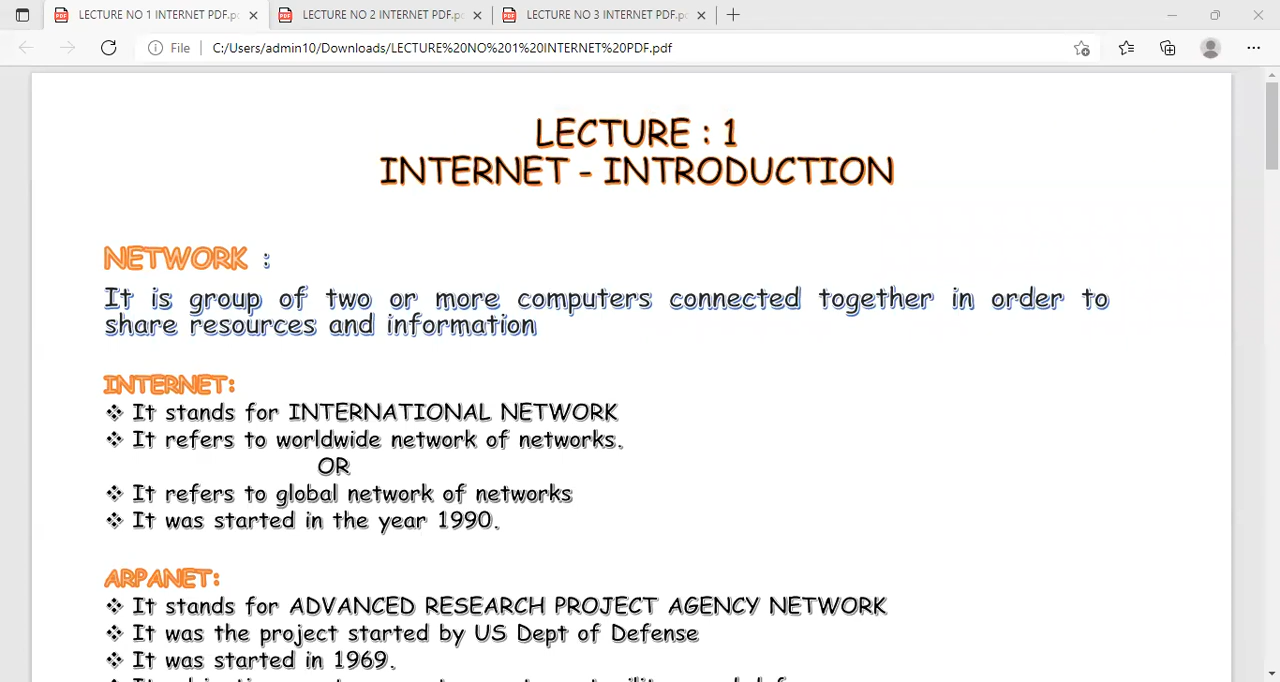 LECTURE NO 1 INTERNET PDF.p
LECTURE NO 2 INTERNET PDF.p
LECTURE NO 3 INTERNET PDF.p
File
C:/Users/admin10/Downloads/LECTURE%20NO%201%20INTERNET%20PDF.pdf
LECTURE : 1
INTERNET - INTRODUCTION
NETWORK :
It is group of two or more computers connected together in order to
share resources and information
INTERNET:
❖ It stands for INTERNATIONAL NETWORK
❖ It refers to worldwide network of networks.
OR
❖ It refers to global network of networks
❖ It was started in the year 1990.
ARPANET:
❖ It stands for ADVANCED RESEARCH PROJECT AGENCY NETWORK
❖ It was the project started by US Dept of Defense
❖ It was started in 1969.